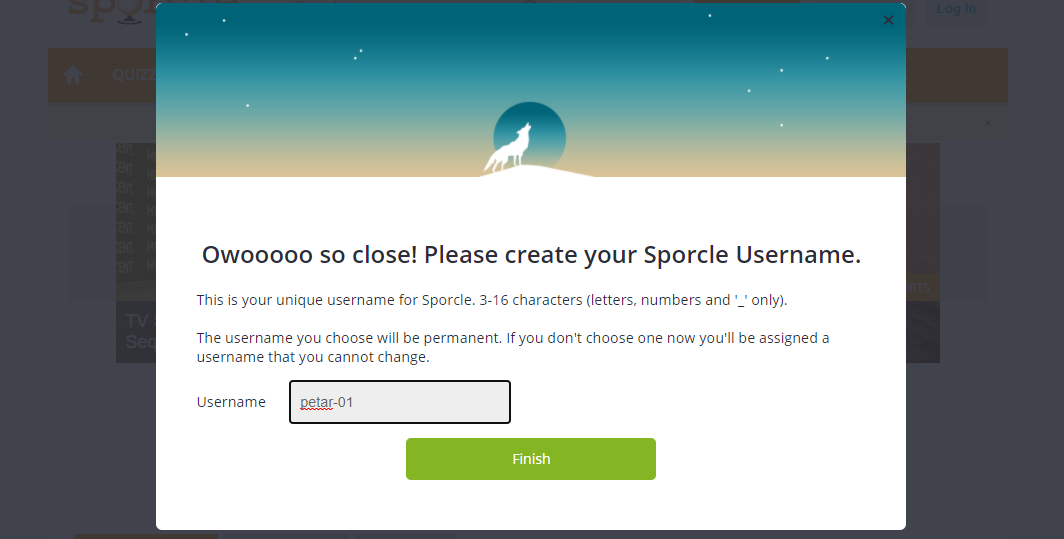 Log In
QUIZZ
Owooooo so close! Please create your Sporcle Username.
This is your unique username for Sporcle. 3-16 characters (letters, numbers and '_' only).
The username you choose will be permanent. If you don't choose one now you'll be assigned a
username that you cannot change.
Username petar-01
Finish
TV